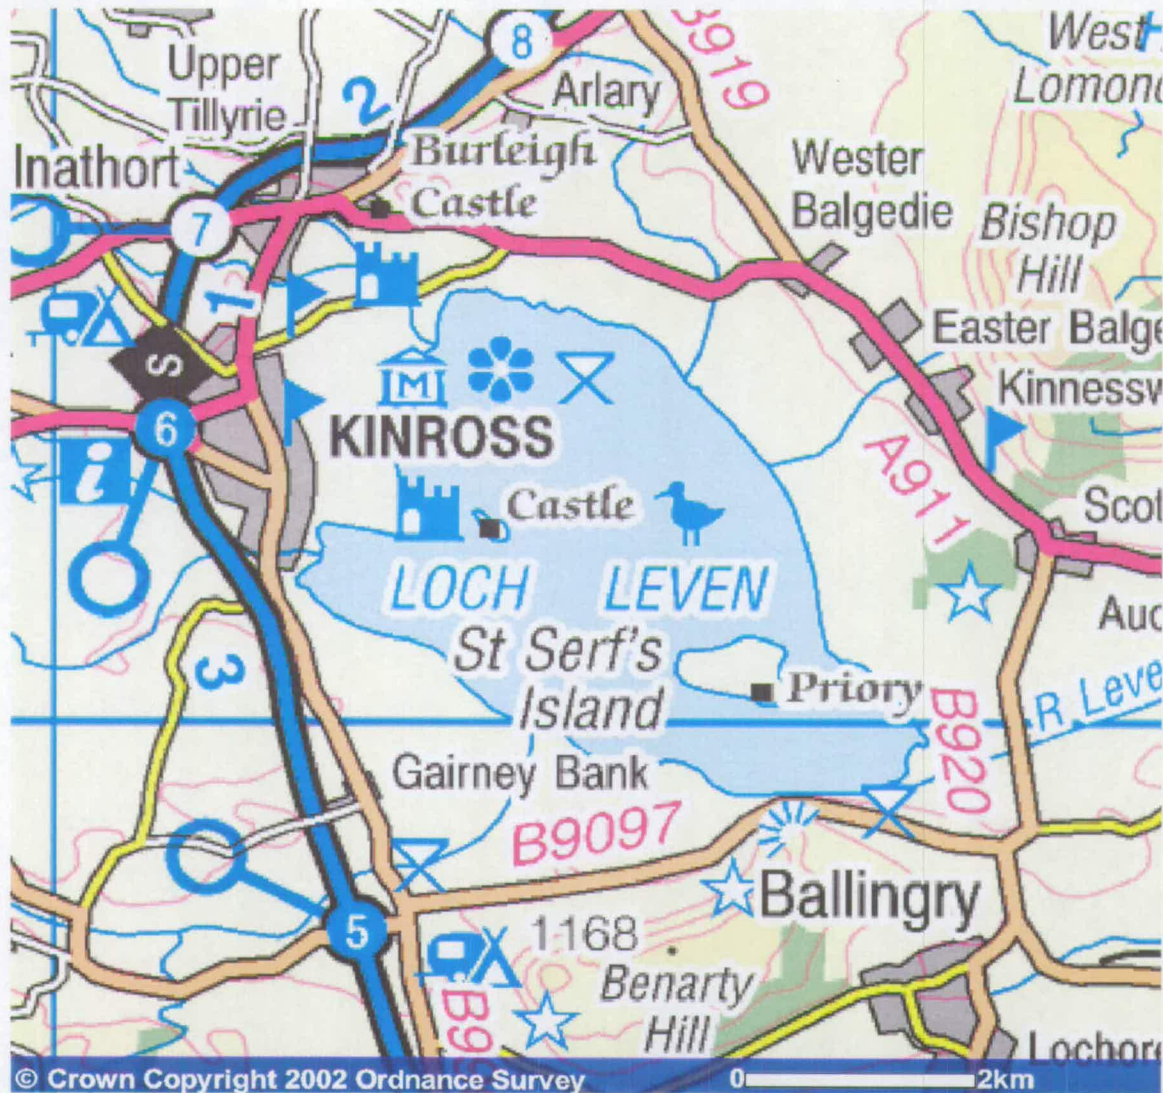 8
B919
West
Lomond
Upper
Tillyrie
2
Arlary
Inathort
Burleigh
Castle
Wester
Balgedie
Bishop
Hill
7
1
Easter Balge
S
M
Kinnessw
6
KINROSS
i
A911
Castle
Scot
LOCH LEVEN
Auc
St Serf's
Island
3
Priory
R Leve
B920
Gairney Bank
B9097
Ballingry
5
1168
Benarty
Hill
B99
Lochore
© Crown Copyright 2002 Ordnance Survey 0 2km